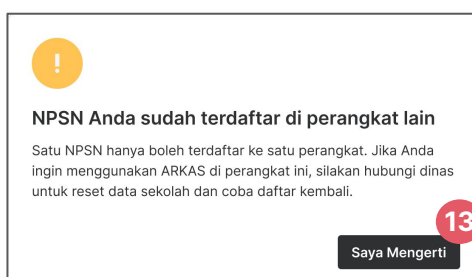 !
NPSN Anda sudah terdaftar di perangkat lain
Satu NPSN hanya boleh terdaftar ke satu perangkat. Jika Anda
ingin menggunakan ARKAS di perangkat ini, silakan hubungi dinas
untuk reset data sekolah dan coba daftar kembali.
13
Saya Mengerti